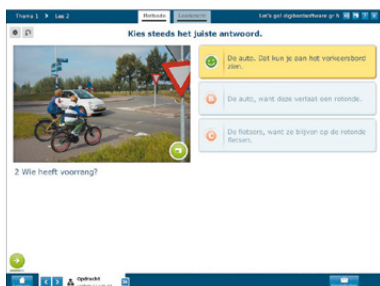 Thema 1 > Les 2
Methode
Leerkracht
Let's go! digibordsoftware gr
Kies steeds het juiste antwoord.
De auto. Dat kun je aan het verkeersbord
zien.
B De auto, want deze verlaat een rotonde.
C De fietsers, want ze blijven op de rotonde
fietsen.
2 Wie heeft voorrang?
Opdracht